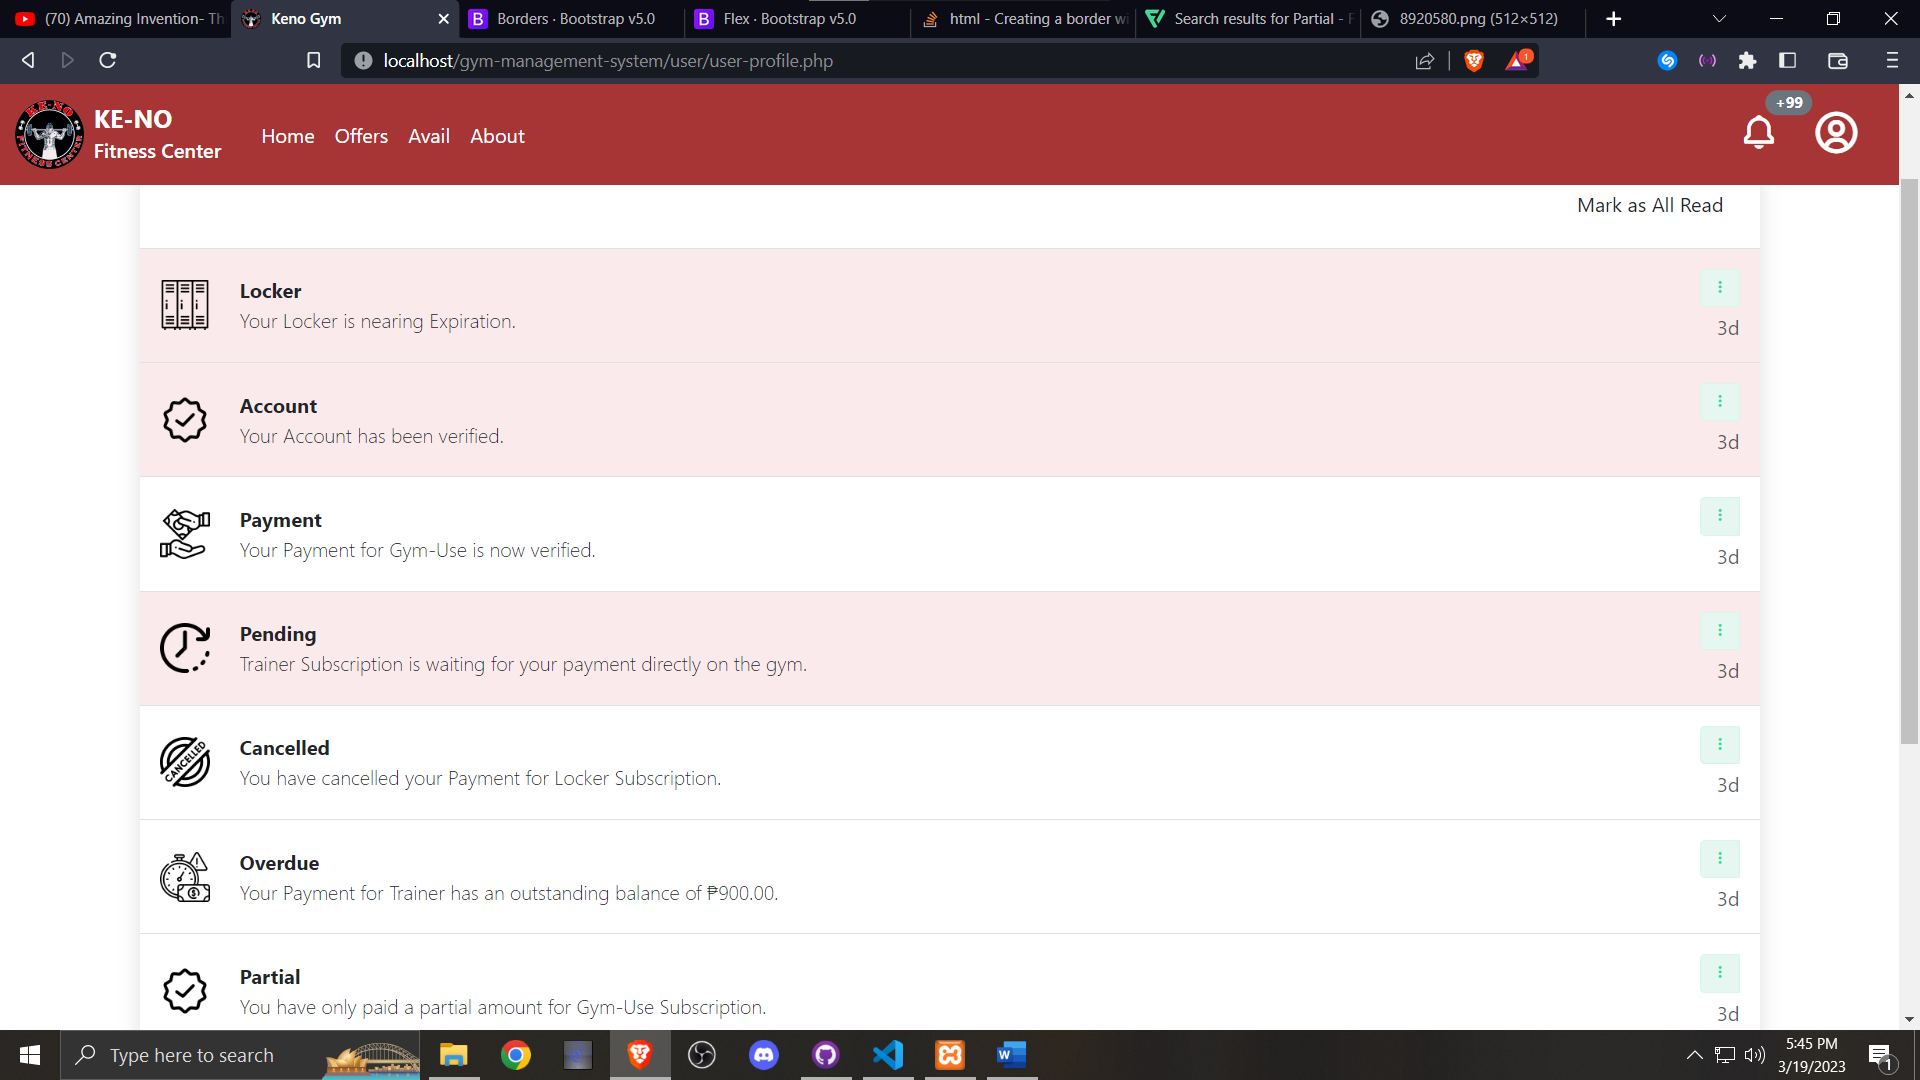 (70) Amazing Invention- Th
Keno Gym
Borders · Bootstrap v5.0
Flex · Bootstrap v5.0
html - Creating a border wi
Search results for Partial - F
8920580.png (512×512)
localhost/gym-management-system/user/user-profile.php
1
KE-NO
FITNESS CENTER
KE-NO
Fitness Center
Home
Offers
Avail
About
+99
Mark as All Read
Locker
Your Locker is nearing Expiration.
3d
Account
Your Account has been verified.
3d
Payment
Your Payment for Gym-Use is now verified.
3d
Pending
Trainer Subscription is waiting for your payment directly on the gym.
3d
CANCELLED
Cancelled
You have cancelled your Payment for Locker Subscription.
3d
Overdue
Your Payment for Trainer has an outstanding balance of ₱900.00.
3d
Partial
You have only paid a partial amount for Gym-Use Subscription.
3d
Type here to search
5:45 PM
3/19/2023
1